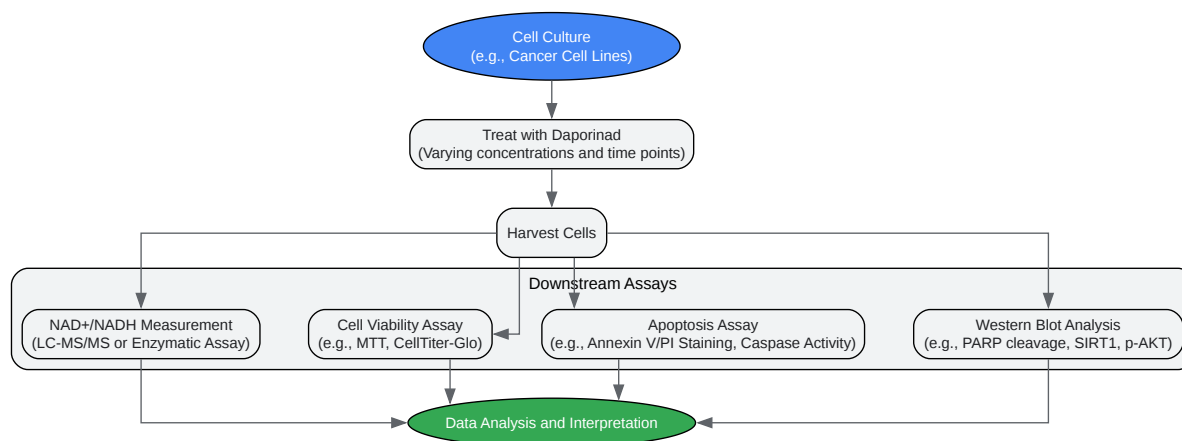 Cell Culture
(e.g., Cancer Cell Lines)
Treat with Daporinad
(Varying concentrations and time points)
Harvest Cells
Downstream Assays
NAD+/NADH Measurement
(LC-MS/MS or Enzymatic Assay)
Cell Viability Assay
(e.g., MTT, CellTiter-Glo)
Apoptosis Assay
(e.g., Annexin V/PI Staining, Caspase Activity)
Western Blot Analysis
(e.g., PARP cleavage, SIRT1, p-AKT)
Data Analysis and Interpretation